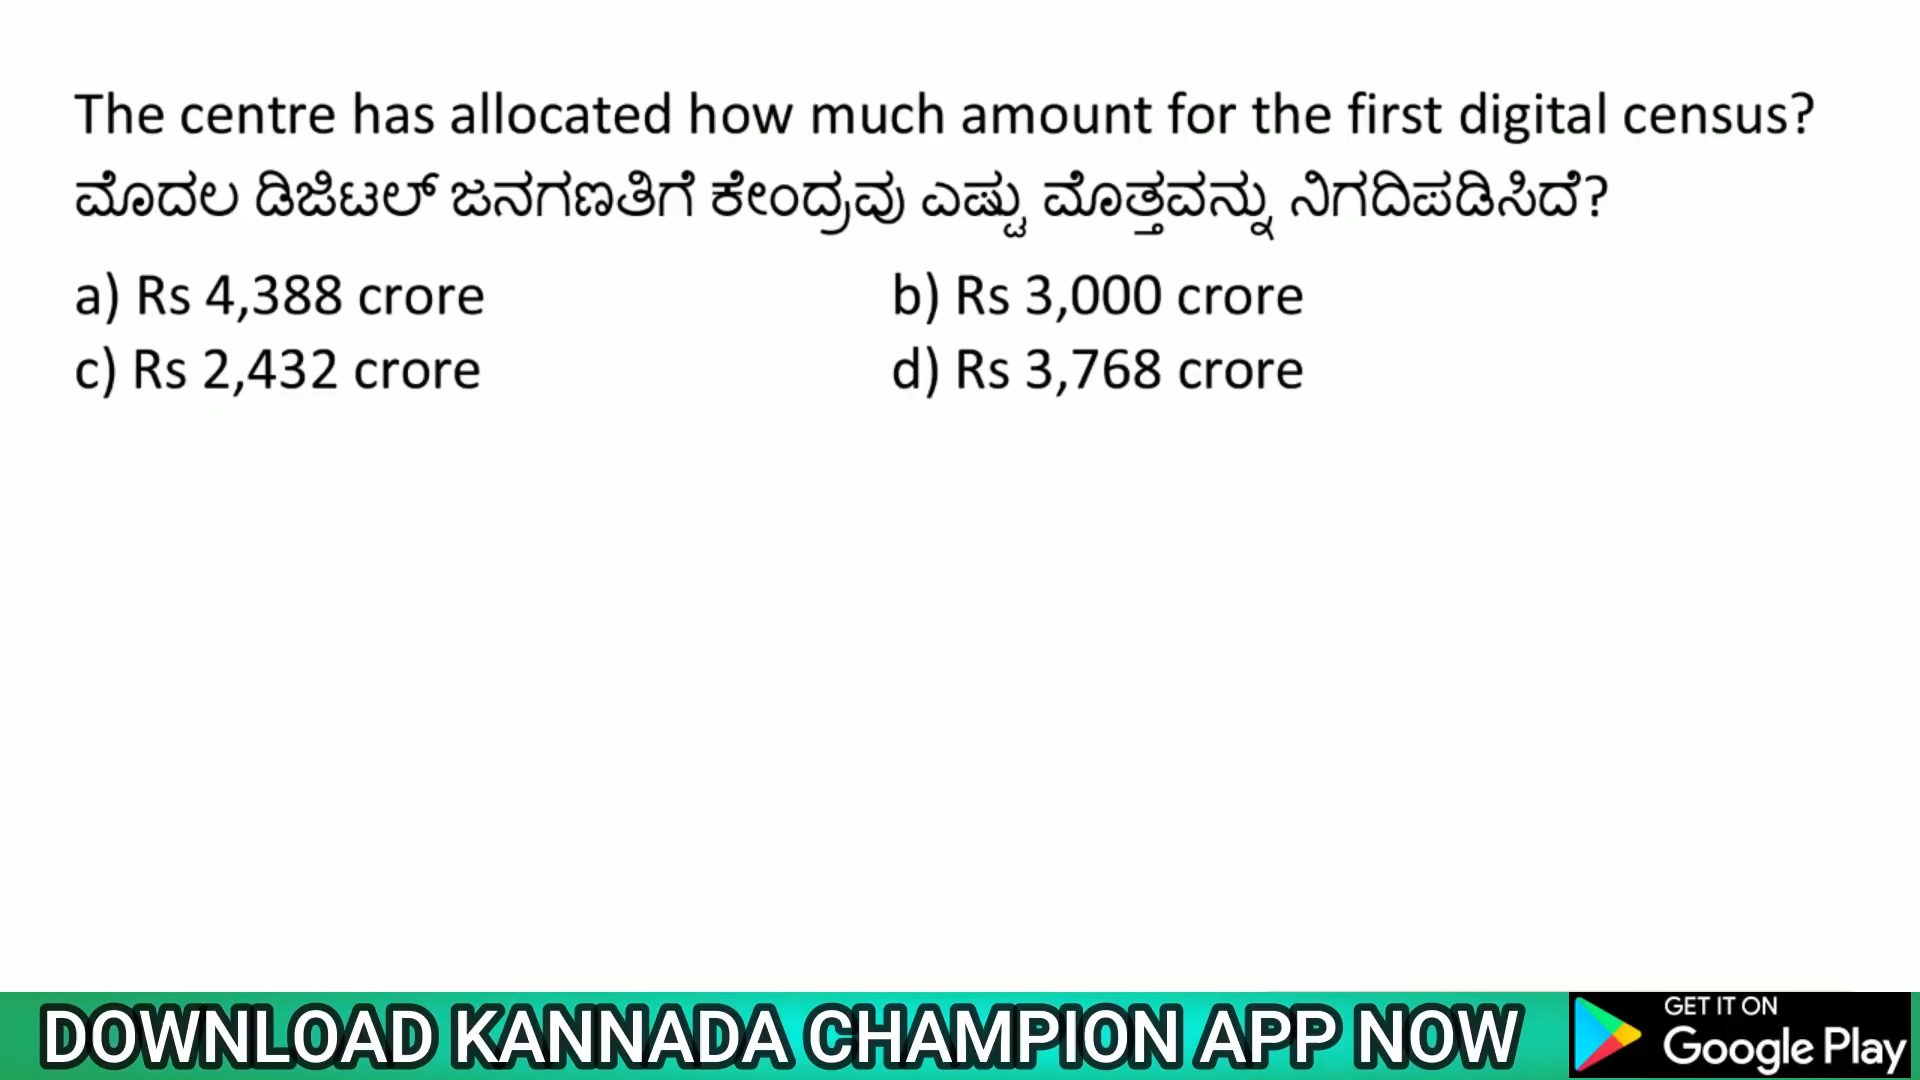 The centre has allocated how much amount for the first digital census?
ಮೊದಲ ಡಿಜಿಟಲ್ ಜನಗಣತಿಗೆ ಕೇಂದ್ರವು ಎಷ್ಟು ಮೊತ್ತವನ್ನು ನಿಗದಿಪಡಿಸಿದೆ?
a) Rs 4,388 crore b) Rs 3,000 crore
c) Rs 2,432 crore d) Rs 3,768 crore
DOWNLOAD KANNADA CHAMPION APP NOW
GET IT ON
Google Play